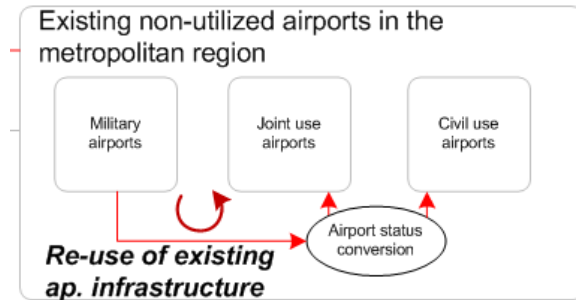 Existing non-utilized airports in the
metropolitan region
Military
airports
Joint use
airports
Civil use
airports
Airport status
conversion
Re-use of existing
ap. infrastructure